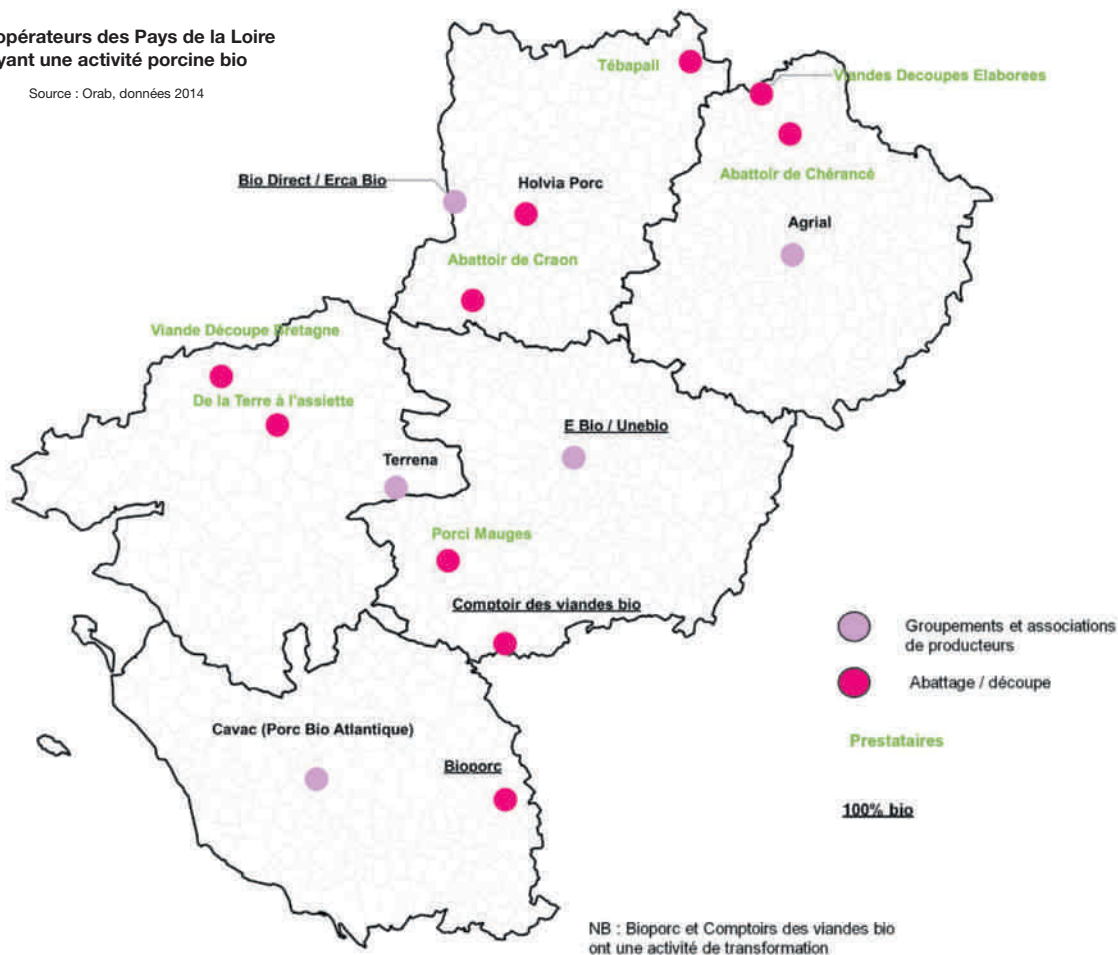 opérateurs des Pays de la Loire
yant une activité porcine bio
Source : Orab, données 2014
Tébapail
Viandes Decoupes Elaborees
Abattoir de Chérancé
Bio Direct / Erca Bio
Holvia Porc
Agrial
Abattoir de Craon
Viande Découpe Bretagne
De la Terre à l'assiette
E Bio / Unebio
Terrena
Porci Mauges
Comptoir des viandes bio
Groupements et associations
de producteurs
Abattage / découpe
Cavac (Porc Bio Atlantique)
Prestataires
Bioporc
100% bio
NB : Bioporc et Comptoirs des viandes bio
ont une activité de transformation